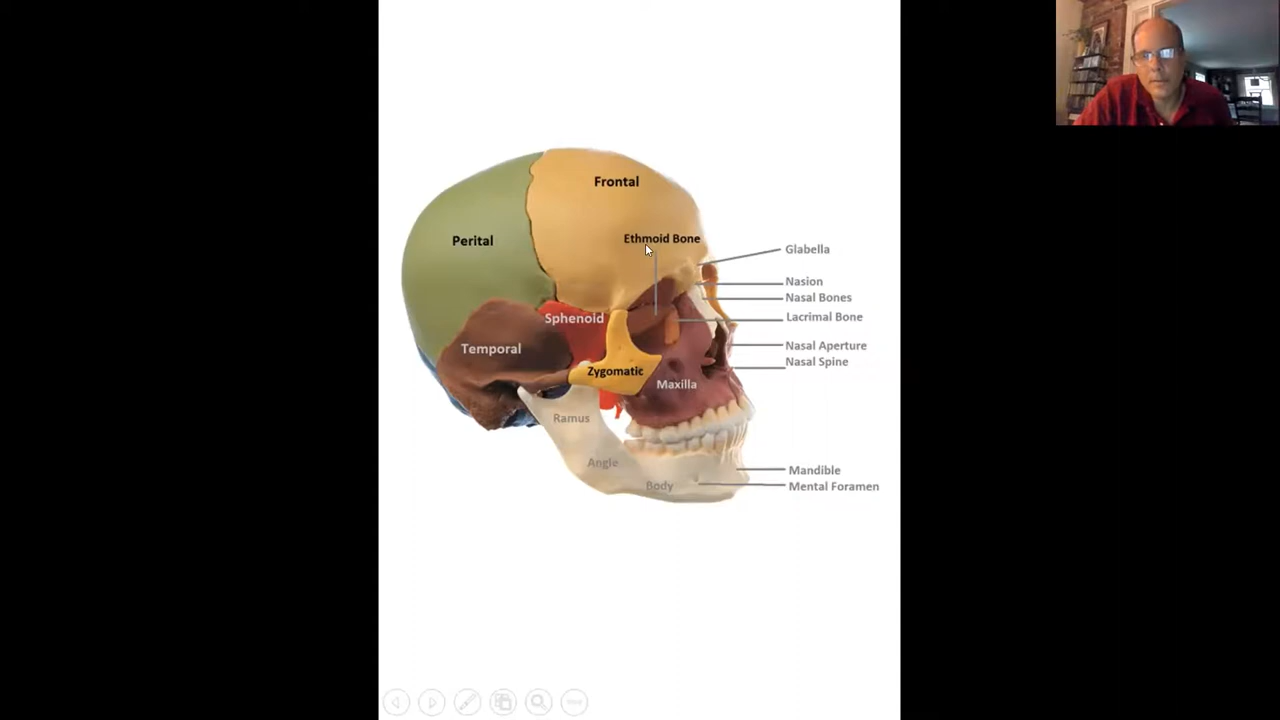 Frontal
Perital
Ethmoid Bone
Glabella
Nasion
Nasal Bones
Sphenoid
Lacrimal Bone
Temporal
Nasal Aperture
Nasal Spine
Zygomatic
Maxilla
Ramus
Angle
Mandible
Body
Mental Foramen